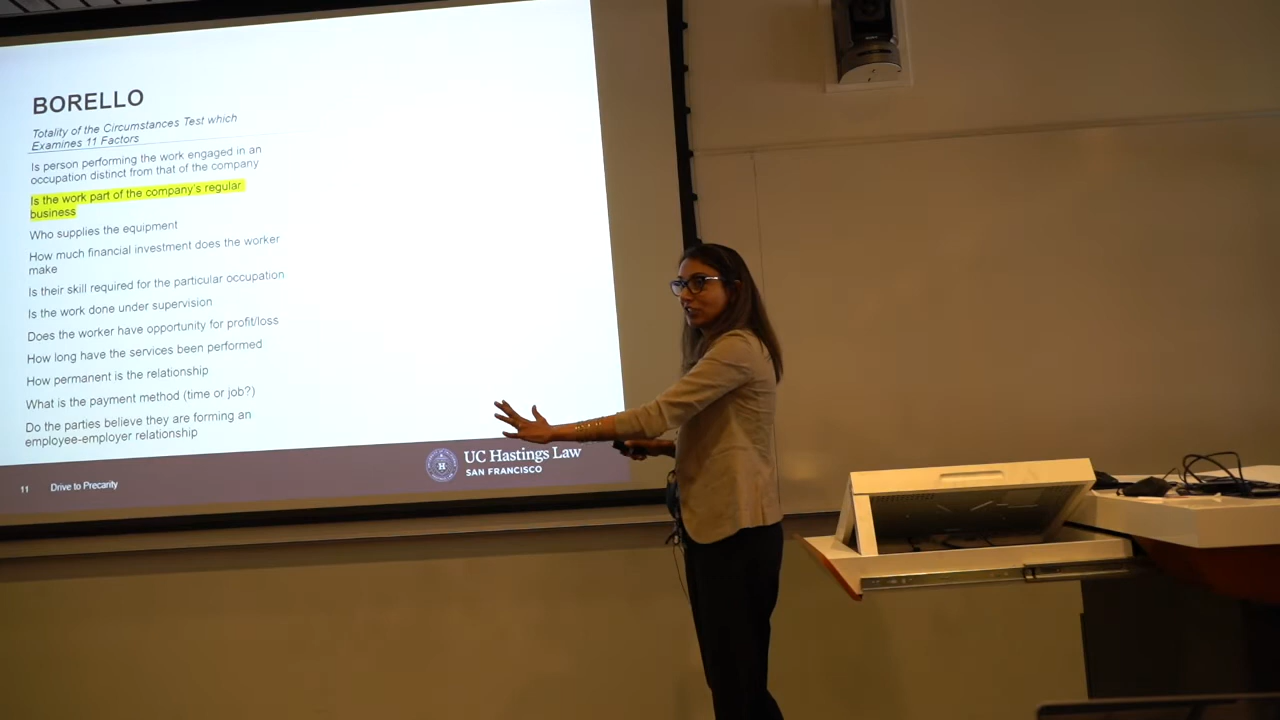 BORELLO
Totality of the Circumstances Test which
Examines 11 Factors
Is person performing the work engaged in an
occupation distinct from that of the company
Is the work part of the company's regular
business
Who supplies the equipment
How much financial investment does the worker
make
Is their skill required for the particular occupation
Is the work done under supervision
Does the worker have opportunity for profit/loss
How long have the services been performed
How permanent is the relationship
What is the payment method (time or job?)
Do the parties believe they are forming an
employee-employer relationship
11 Drive to Precarity
UC Hastings Law
SAN FRANCISCO